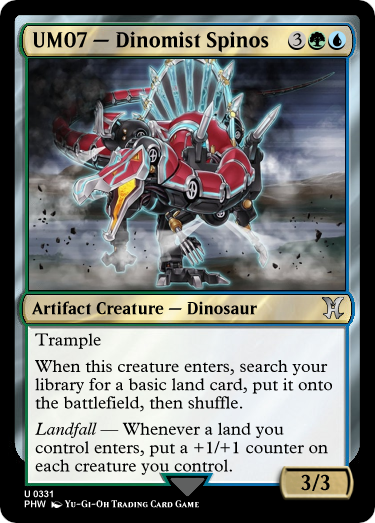 UM07 — Dinomist Spinos 3
Artifact Creature — Dinosaur
Trample
When this creature enters, search your
library for a basic land card, put it onto
the battlefield, then shuffle.
Landfall — Whenever a land you
control enters, put a +1/+1 counter on
each creature you control.
3/3
U 0331
PHW Yu-Gi-Oh Trading Card Game